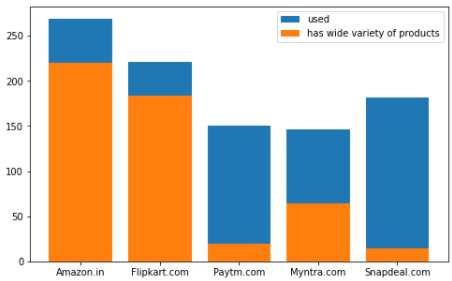 used
has wide variety of products
250
200
150
100
50
0
Amazon.in Flipkart.com Paytm.com Myntra.com Snapdeal.com